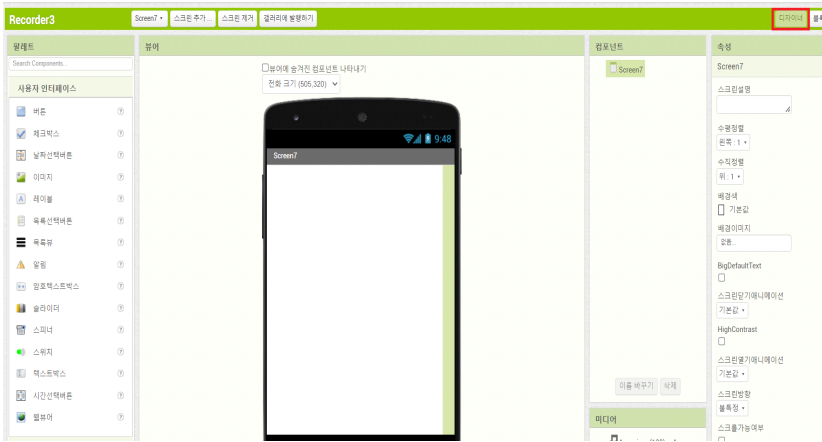 Recorder3
Screen7 ▾
스크린 추가 ...
스크린 제거
갤러리에 발행하기
디자이너
팔레트
Search Components...
사용자 인터페이스
버튼
체크박스
날짜선택버튼
이미지
레이블
목록선택버튼
목록뷰
알림
암호텍스트박스
슬라이더
스피너
스위치
텍스트박스
시간선택버튼
웹뷰어
뷰어
뷰어에 숨겨진 컴포넌트 나타내기
전화 크기 (505,320)
9:48
Screen7
컴포넌트
Screen7
이름 바꾸기
삭제
미디어
속성
Screen7
스크린설명
수평정렬
왼쪽 : 1 ▾
수직정렬
위 : 1 ▾
배경색
기본값
배경이미지
없음...
BigDefaultText
스크린닫기애니메이션
기본값 ▾
HighContrast
스크린열기애니메이션
기본값 ▾
스크린방향
불특정 ▾
스크롤가능여부